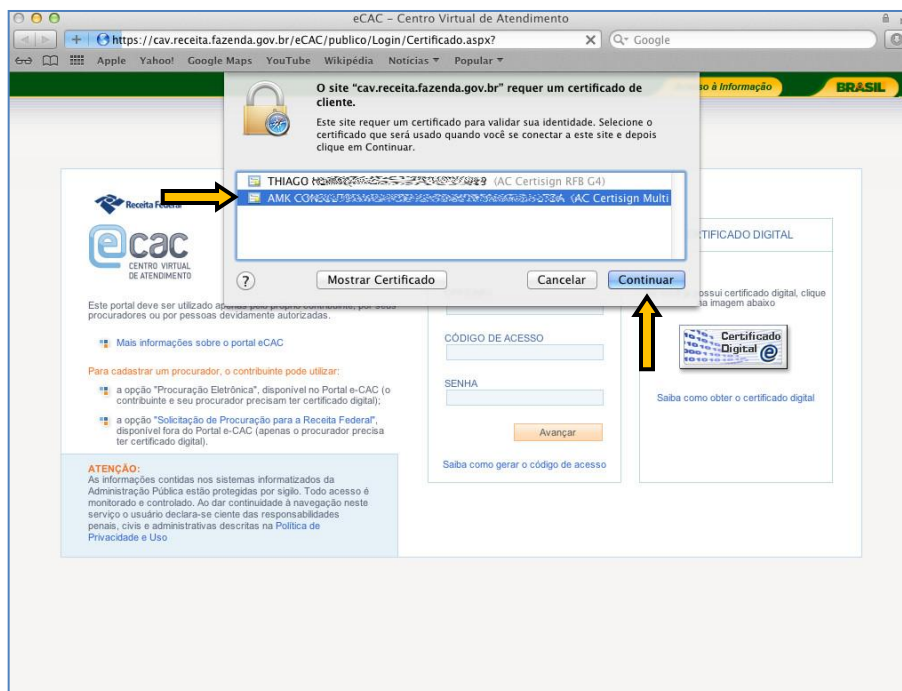 eCAC – Centro Virtual de Atendimento
https://cav.receita.fazenda.gov.br/eCAC/publico/Login/Certificado.aspx?
Google
Apple Yahoo! Google Maps YouTube Wikipédia Notícias Popular
O site “cav.receita.fazenda.gov.br” requer um certificado de
cliente.
Este site requer um certificado para validar sua identidade. Selecione o
certificado que será usado quando você se conectar a este site e depois
clique em Continuar.
THIAGO (AC Certisign RFB G4)
AMK (AC Certisign Multi
? Mostrar Certificado Cancelar Continuar
à Informação
BRASIL
Receita
ecac
CENTRO VIRTUAL
DE ATENDIMENTO
Este portal deve ser utilizado apenas pelo próprio contribuinte, por seus
procuradores ou por pessoas devidamente autorizadas.
Mais informações sobre o portal eCAC
Para cadastrar um procurador, o contribuinte pode utilizar:
a opção "Procuração Eletrônica", disponível no Portal e-CAC (o
contribuinte e seu procurador precisam ter certificado digital);
a opção "Solicitação de Procuração para a Receita Federal",
disponível fora do Portal e-CAC (apenas o procurador precisa
ter certificado digital).
ATENÇÃO:
As informações contidas nos sistemas informatizados
da Administração Pública estão protegidas por sigilo. Todo acesso é
monitorado e controlado. Ao dar continuidade à navegação neste
serviço o usuário declara-se ciente das responsabilidades
penais, civis e administrativas descritas na Política de
Privacidade e Uso
CÓDIGO DE ACESSO
SENHA
Avançar
Saiba como gerar o código de acesso
DIGITAL
possui certificado digital, clique
na imagem abaixo
Certificado
Digital
Saiba como obter o certificado digital